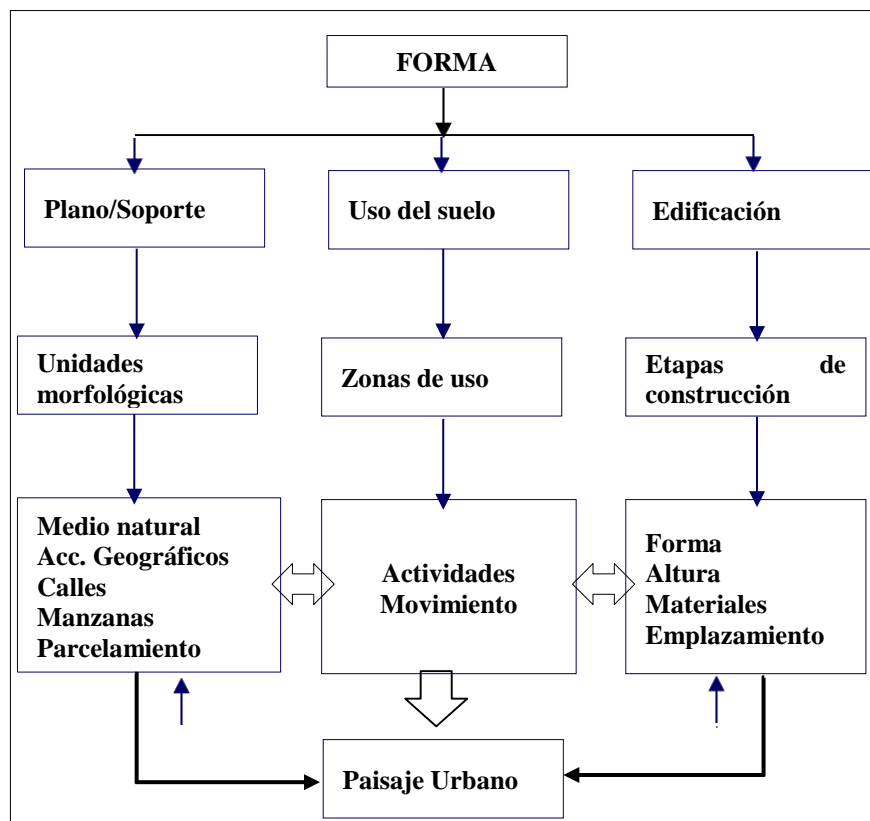 FORMA
Plano/Soporte
Uso del suelo
Edificación
Unidades
morfológicas
Zonas de uso
Etapas de
construcción
Medio natural
Acc. Geográficos
Calles
Manzanas
Parcelamiento
Actividades
Movimiento
Forma
Altura
Materiales
Emplazamiento
Paisaje Urbano